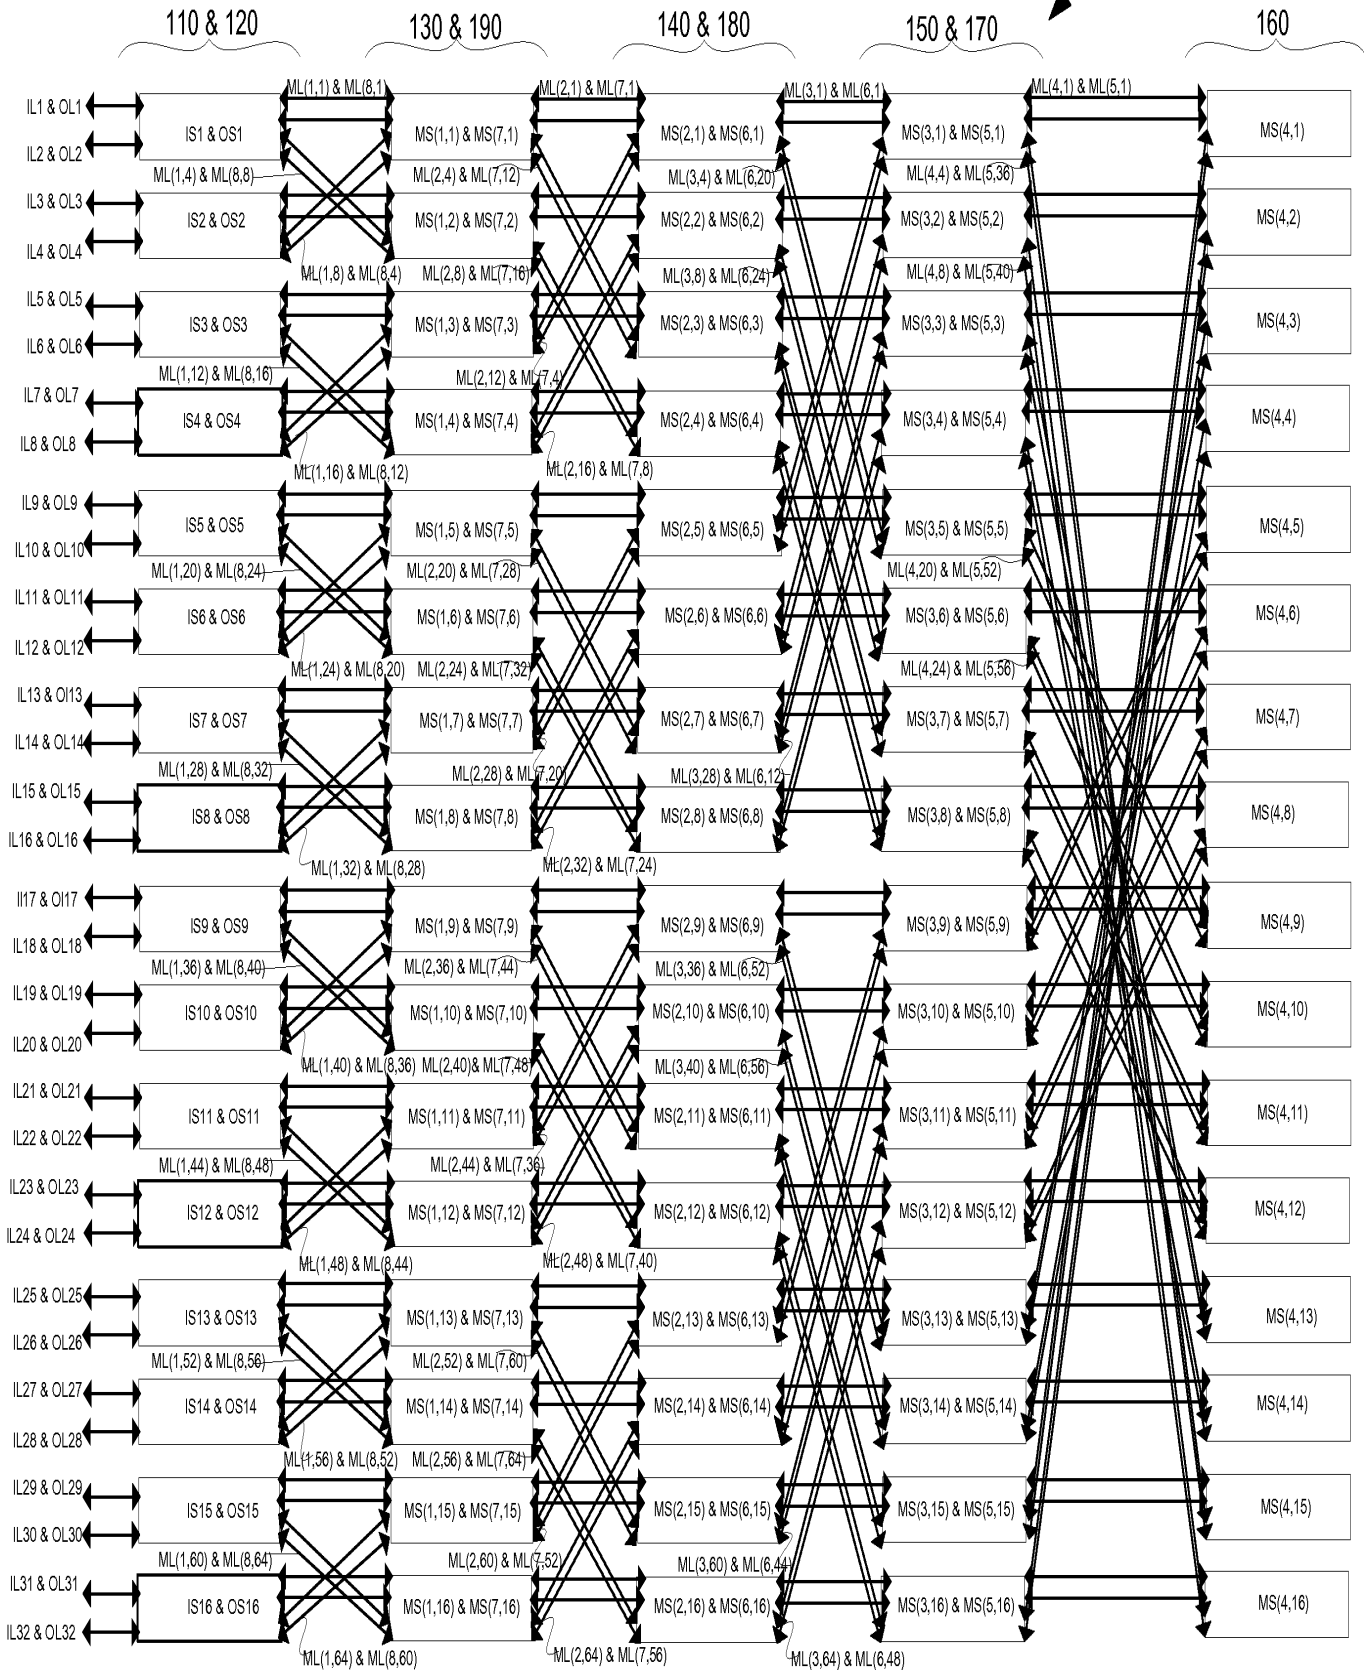 110 & 120 130 & 190 140 & 180 150 & 170 160
ML(1,1) & ML(8,1) ML(2,1) & ML(7,1) ML(3,1) & ML(6,1) ML(4,1) & ML(5,1)
IL1 & OL1
IS1 & OS1 MS(1,1) & MS(7,1) MS(2,1) & MS(6,1) MS(3,1) & MS(5,1) MS(4,1)
IL2 & OL2
ML(1,4) & ML(8,8) ML(2,4) & ML(7,12) ML(3,4) & ML(6,20) ML(4,4) & ML(5,36)
IL3 & OL3
IS2 & OS2 MS(1,2) & MS(7,2) MS(2,2) & MS(6,2) MS(3,2) & MS(5,2) MS(4,2)
IL4 & OL4
ML(1,8) & ML(8,4) ML(2,8) & ML(7,16) ML(3,8) & ML(6,24) ML(4,8) & ML(5,40)
IL5 & OL5
IS3 & OS3 MS(1,3) & MS(7,3) MS(2,3) & MS(6,3) MS(3,3) & MS(5,3) MS(4,3)
IL6 & OL6
ML(1,12) & ML(8,16) ML(2,12) & ML(7,4)
IL7 & OL7
IS4 & OS4 MS(1,4) & MS(7,4) MS(2,4) & MS(6,4) MS(3,4) & MS(5,4) MS(4,4)
IL8 & OL8
ML(1,16) & ML(8,12) ML(2,16) & ML(7,8)
IL9 & OL9
IS5 & OS5 MS(1,5) & MS(7,5) MS(2,5) & MS(6,5) MS(3,5) & MS(5,5) MS(4,5)
IL10 & OL10
ML(1,20) & ML(8,24) ML(2,20) & ML(7,28) ML(4,20) & ML(5,52)
IL11 & OL11
IS6 & OS6 MS(1,6) & MS(7,6) MS(2,6) & MS(6,6) MS(3,6) & MS(5,6) MS(4,6)
IL12 & OL12
ML(1,24) & ML(8,20) ML(2,24) & ML(7,32) ML(4,24) & ML(5,56)
IL13 & Ol13
IS7 & OS7 MS(1,7) & MS(7,7) MS(2,7) & MS(6,7) MS(3,7) & MS(5,7) MS(4,7)
IL14 & OL14
ML(1,28) & ML(8,32) ML(2,28) & ML(7,20) ML(3,28) & ML(6,12)
IL15 & OL15
IS8 & OS8 MS(1,8) & MS(7,8) MS(2,8) & MS(6,8) MS(3,8) & MS(5,8) MS(4,8)
IL16 & OL16
ML(1,32) & ML(8,28) ML(2,32) & ML(7,24)
Il17 & Ol17
IS9 & OS9 MS(1,9) & MS(7,9) MS(2,9) & MS(6,9) MS(3,9) & MS(5,9) MS(4,9)
IL18 & OL18
ML(1,36) & ML(8,40) ML(2,36) & ML(7,44) ML(3,36) & ML(6,52)
IL19 & OL19
IS10 & OS10 MS(1,10) & MS(7,10) MS(2,10) & MS(6,10) MS(3,10) & MS(5,10) MS(4,10)
IL20 & OL20
ML(1,40) & ML(8,36) ML(2,40)& ML(7,48) ML(3,40) & ML(6,56)
IL21 & OL21
IS11 & OS11 MS(1,11) & MS(7,11) MS(2,11) & MS(6,11) MS(3,11) & MS(5,11) MS(4,11)
IL22 & OL22
ML(1,44) & ML(8,48) ML(2,44) & ML(7,36)
IL23 & OL23
IS12 & OS12 MS(1,12) & MS(7,12) MS(2,12) & MS(6,12) MS(3,12) & MS(5,12) MS(4,12)
IL24 & OL24
ML(1,48) & ML(8,44) ML(2,48) & ML(7,40)
IL25 & OL25
IS13 & OS13 MS(1,13) & MS(7,13) MS(2,13) & MS(6,13) MS(3,13) & MS(5,13) MS(4,13)
IL26 & OL26
ML(1,52) & ML(8,56) ML(2,52) & ML(7,60)
IL27 & OL27
IS14 & OS14 MS(1,14) & MS(7,14) MS(2,14) & MS(6,14) MS(3,14) & MS(5,14) MS(4,14)
IL28 & OL28
ML(1,56) & ML(8,52) ML(2,56) & ML(7,64)
IL29 & OL29
IS15 & OS15 MS(1,15) & MS(7,15) MS(2,15) & MS(6,15) MS(3,15) & MS(5,15) MS(4,15)
IL30 & OL30
ML(1,60) & ML(8,64) ML(2,60) & ML(7,52) ML(3,60) & ML(6,44)
IL31 & OL31
IS16 & OS16 MS(1,16) & MS(7,16) MS(2,16) & MS(6,16) MS(3,16) & MS(5,16) MS(4,16)
IL32 & OL32
ML(1,64) & ML(8,60) ML(2,64) & ML(7,56) ML(3,64) & ML(6,48)